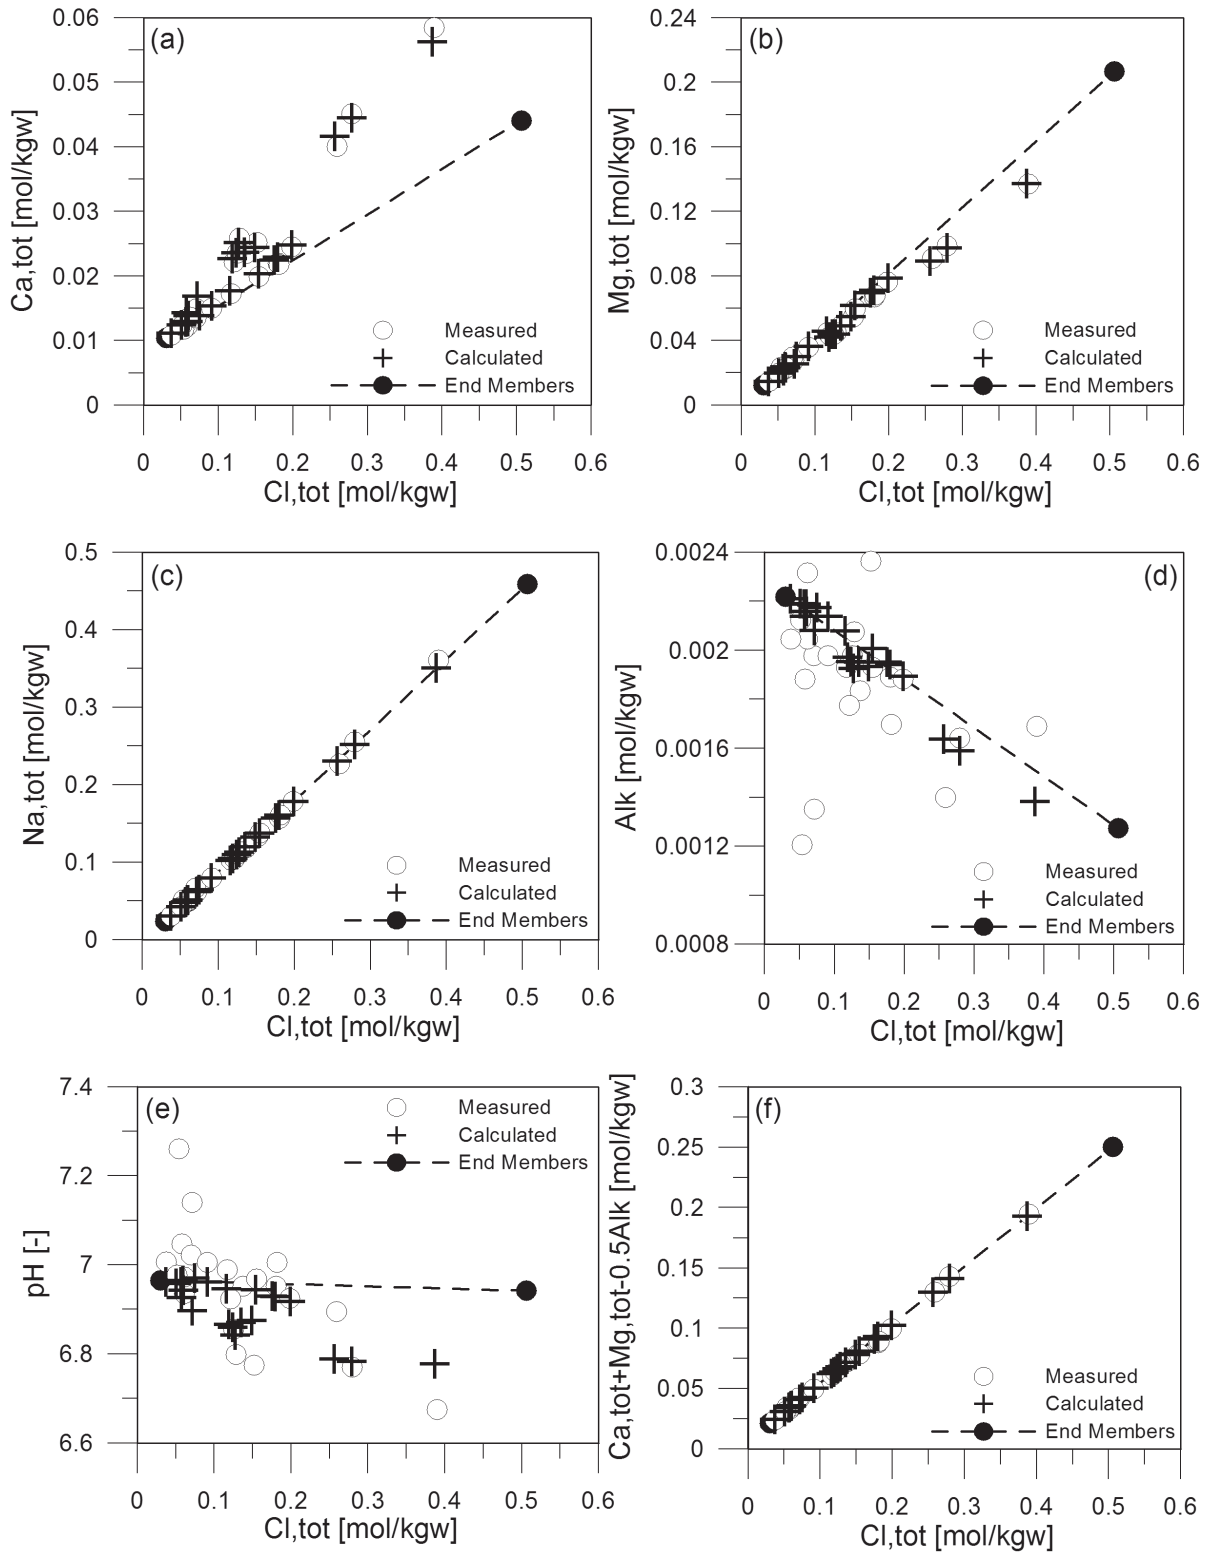 (a)
Ca,tot [mol/kgw]
0.06
0.05
0.04
0.03
0.02
0.01
0
Measured
Calculated
End Members
0 0.1 0.2 0.3 0.4 0.5 0.6
Cl,tot [mol/kgw]
(b)
Mg,tot [mol/kgw]
0.24
0.2
0.16
0.12
0.08
0.04
0
Measured
Calculated
End Members
0 0.1 0.2 0.3 0.4 0.5 0.6
Cl,tot [mol/kgw]
(c)
Na,tot [mol/kgw]
0.5
0.4
0.3
0.2
0.1
0
Measured
Calculated
End Members
0 0.1 0.2 0.3 0.4 0.5 0.6
Cl,tot [mol/kgw]
(d)
Alk [mol/kgw]
0.0024
0.002
0.0016
0.0012
0.0008
Measured
Calculated
End Members
0 0.1 0.2 0.3 0.4 0.5 0.6
Cl,tot [mol/kgw]
(e)
pH [-]
7.4
7.2
7
6.8
6.6
Measured
Calculated
End Members
0 0.1 0.2 0.3 0.4 0.5 0.6
Cl,tot [mol/kgw]
(f)
Ca,tot+Mg,tot-0.5Alk [mol/kgw]
0.3
0.25
0.2
0.15
0.1
0.05
0
Measured
Calculated
End Members
0 0.1 0.2 0.3 0.4 0.5 0.6
Cl,tot [mol/kgw]